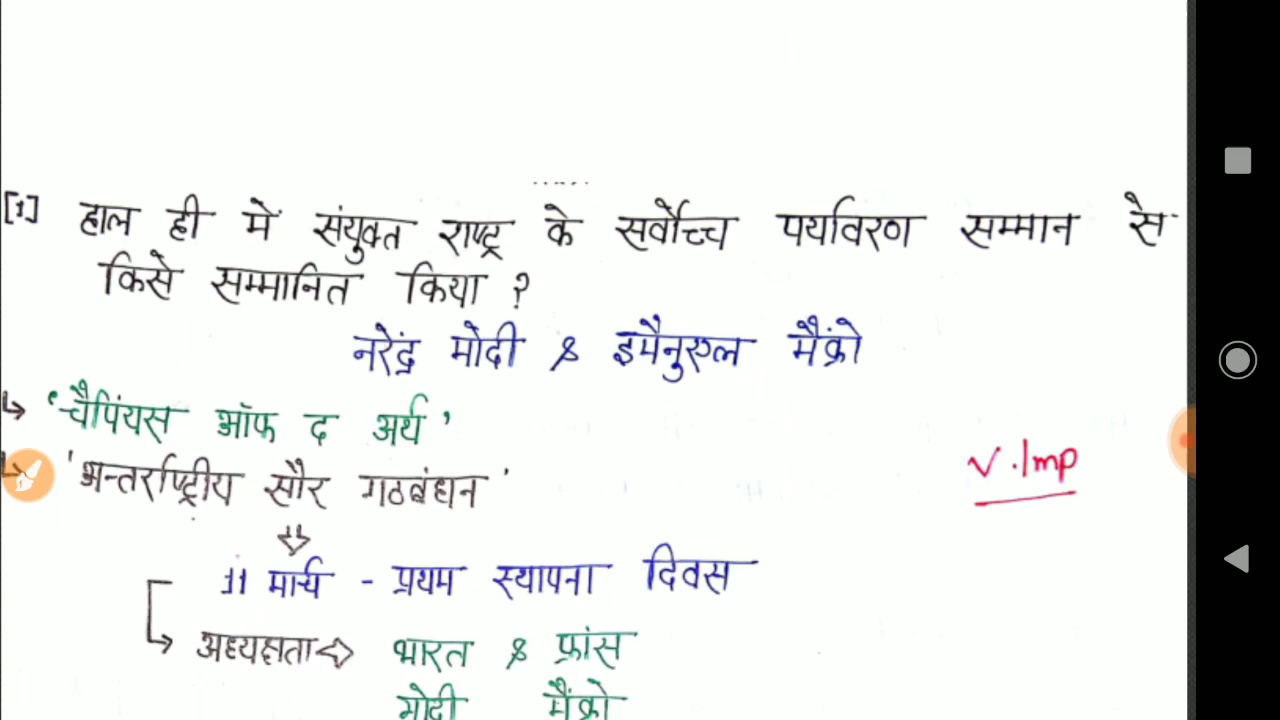 [1] हाल ही में संयुक्त राष्ट्र के सर्वोच्च पर्यावरण सम्मान से
किसे सम्मानित किया ?
नरेंद्र मोदी & इमैनुएल मैंक्रो
↳ 'चैपिंयस ऑफ द अर्थ'
↳ 'अन्तर्राष्ट्रीय सौर गठबंधन'
⇓
11 मार्च - प्रथम स्थापना दिवस
V. Imp
अध्यक्षता ⇨ भारत & फ्रांस
मोदी मैंक्रो